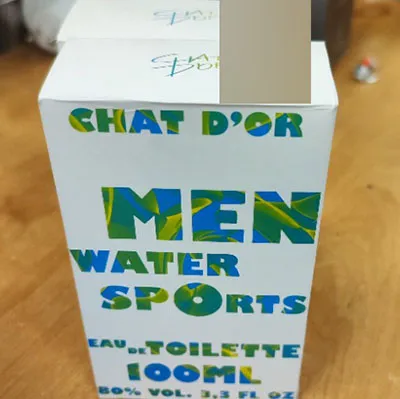 CHAT D'OR
MEN
WATER
SPORTS
EAU DE TOILETTE
100ML
80% VOL. 3,3 FL OZ